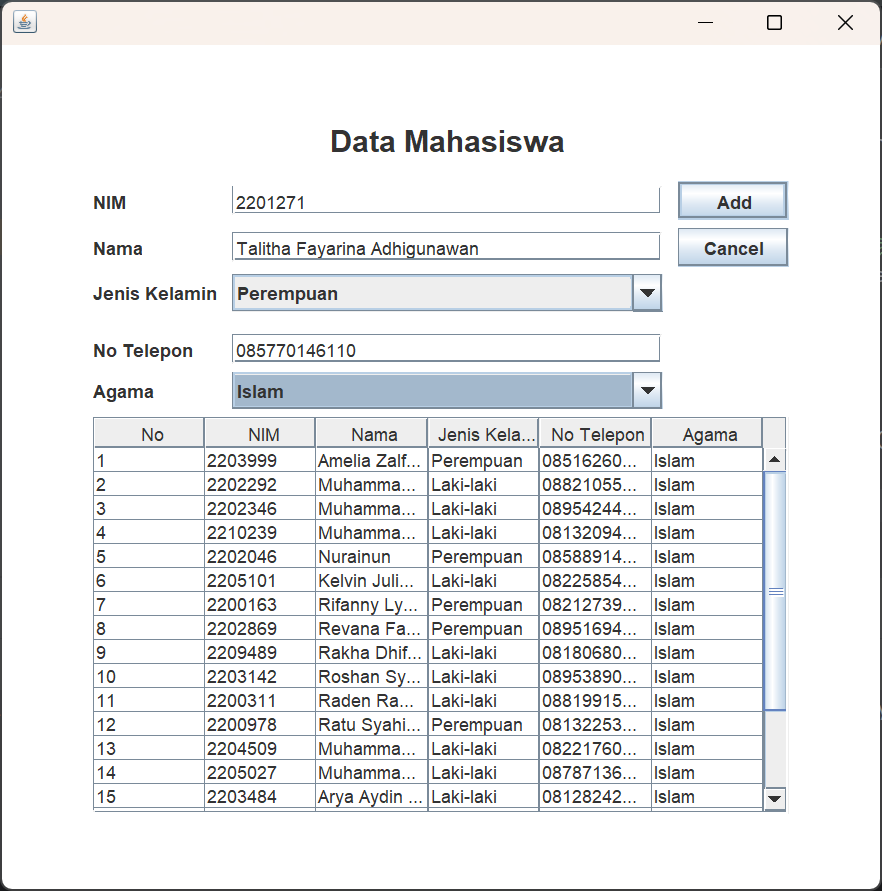 Data Mahasiswa
NIM 2201271 Add
Nama Talitha Fayarina Adhigunawan Cancel
Jenis Kelamin Perempuan
No Telepon 085770146110
Agama Islam
No NIM Nama Jenis Kela... No Telepon Agama
1 2203999 Amelia Zalf... Perempuan 08516260... Islam
2 2202292 Muhamma... Laki-laki 08821055... Islam
3 2202346 Muhamma... Laki-laki 08954244... Islam
4 2210239 Muhamma... Laki-laki 08132094... Islam
5 2202046 Nurainun Perempuan 08588914... Islam
6 2205101 Kelvin Juli... Laki-laki 08225854... Islam
7 2200163 Rifanny Ly... Perempuan 08212739... Islam
8 2202869 Revana Fa... Perempuan 08951694... Islam
9 2209489 Rakha Dhif... Laki-laki 08180680... Islam
10 2203142 Roshan Sy... Laki-laki 08953890... Islam
11 2200311 Raden Ra... Laki-laki 08819915... Islam
12 2200978 Ratu Syahi... Perempuan 08132253... Islam
13 2204509 Muhamma... Laki-laki 08221760... Islam
14 2205027 Muhamma... Laki-laki 08787136... Islam
15 2203484 Arya Aydin ... Laki-laki 08128242... Islam